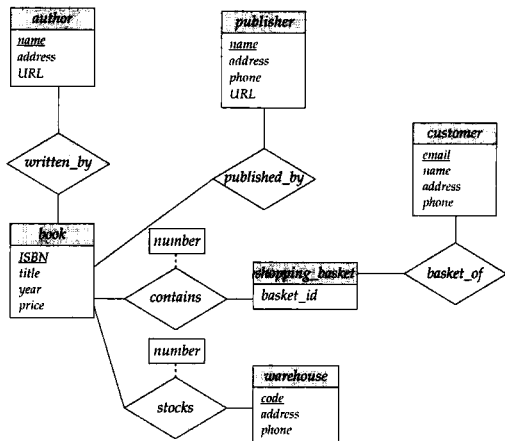 author
name
address
URL
publisher
name
address
phone
URL
customer
email
name
address
phone
written_by
published_by
book
ISBN
title
year
price
number
contains
shopping_basket
basket_id
basket_of
number
stocks
warehouse
code
address
phone